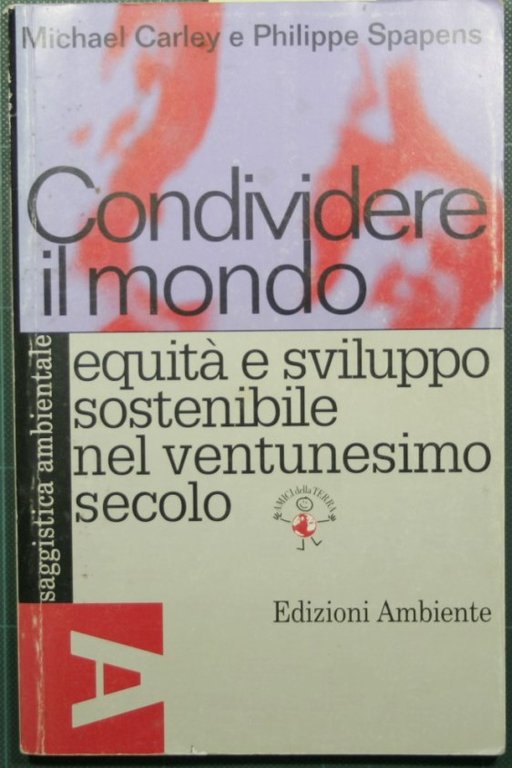 Michael Carley e Philippe Spapens
Condividere
il mondo
equità e sviluppo
sostenibile
nel ventunesimo
secolo
saggistica ambientale
AMICI della TERRA
Edizioni Ambiente
A